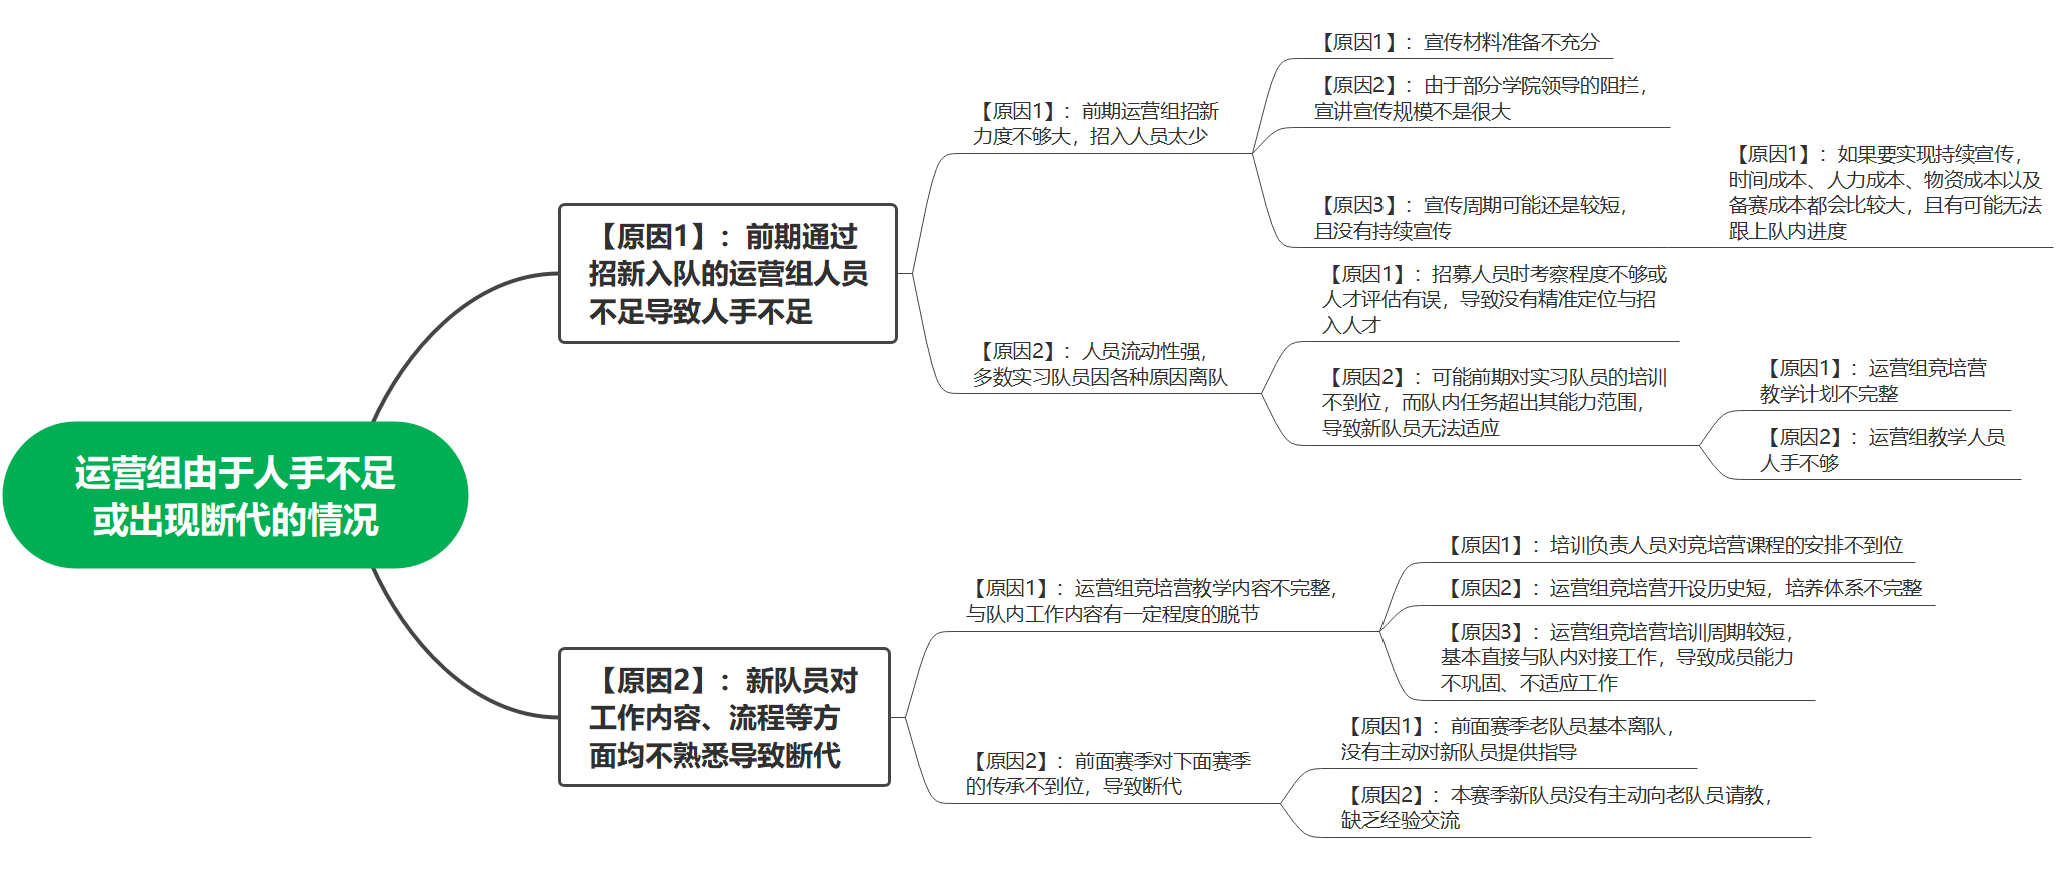 运营组由于人手不足
或出现断代的情况
【原因1】：前期通过
招新入队的运营组人员
不足导致人手不足
【原因1】：前期运营组招新
力度不够大，招入人员太少
【原因1】：宣传材料准备不充分
【原因2】：由于部分学院领导的阻拦，
宣讲宣传规模不是很大
【原因3】：宣传周期可能还是较短，
且没有持续宣传
【原因1】：如果要实现持续宣传，
时间成本、人力成本、物资成本以及
备赛成本都会比较大，且有可能无法
跟上队内进度
【原因2】：人员流动性强，
多数实习队员因各种原因离队
【原因1】：招募人员时考察程度不够或
人才评估有误，导致没有精准定位与招
入人才
【原因2】：可能前期对实习队员的培训
不到位，而队内任务超出其能力范围，
导致新队员无法适应
【原因1】：运营组竞培营
教学计划不完整
【原因2】：运营组教学人员
人手不够
【原因2】：新队员对
工作内容、流程等方
面均不熟悉导致断代
【原因1】：运营组竞培营教学内容不完整，
与队内工作内容有一定程度的脱节
【原因1】：培训负责人员对竞培营课程的安排不到位
【原因2】：运营组竞培营开设历史短，培养体系不完整
【原因3】：运营组竞培营培训周期较短，
基本直接与队内对接工作，导致成员能力
不巩固、不适应工作
【原因2】：前面赛季对下面赛季
的传承不到位，导致断代
【原因1】：前面赛季老队员基本离队，
没有主动对新队员提供指导
【原因2】：本赛季新队员没有主动向老队员请教，
缺乏经验交流